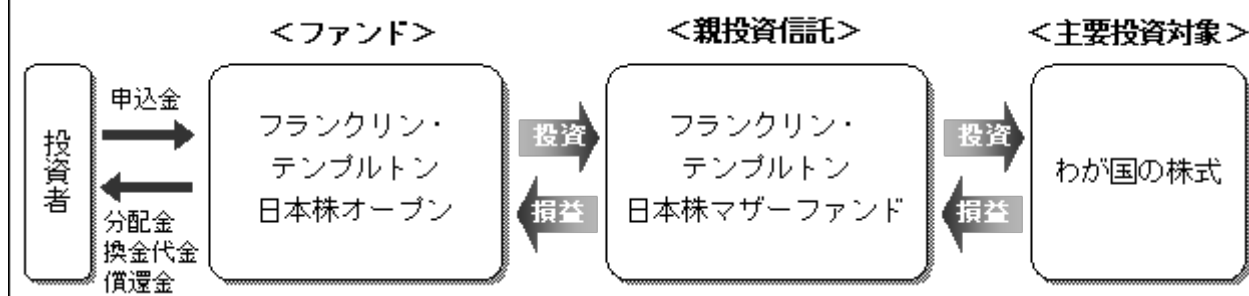 ＜ファンド＞
＜親投資信託＞
＜主要投資対象＞
投資者
申込金
分配金
換金代金
償還金
フランクリン・
テンプルトン
日本株オープン
投資
損益
フランクリン・
テンプルトン
日本株マザーファンド
投資
損益
わが国の株式